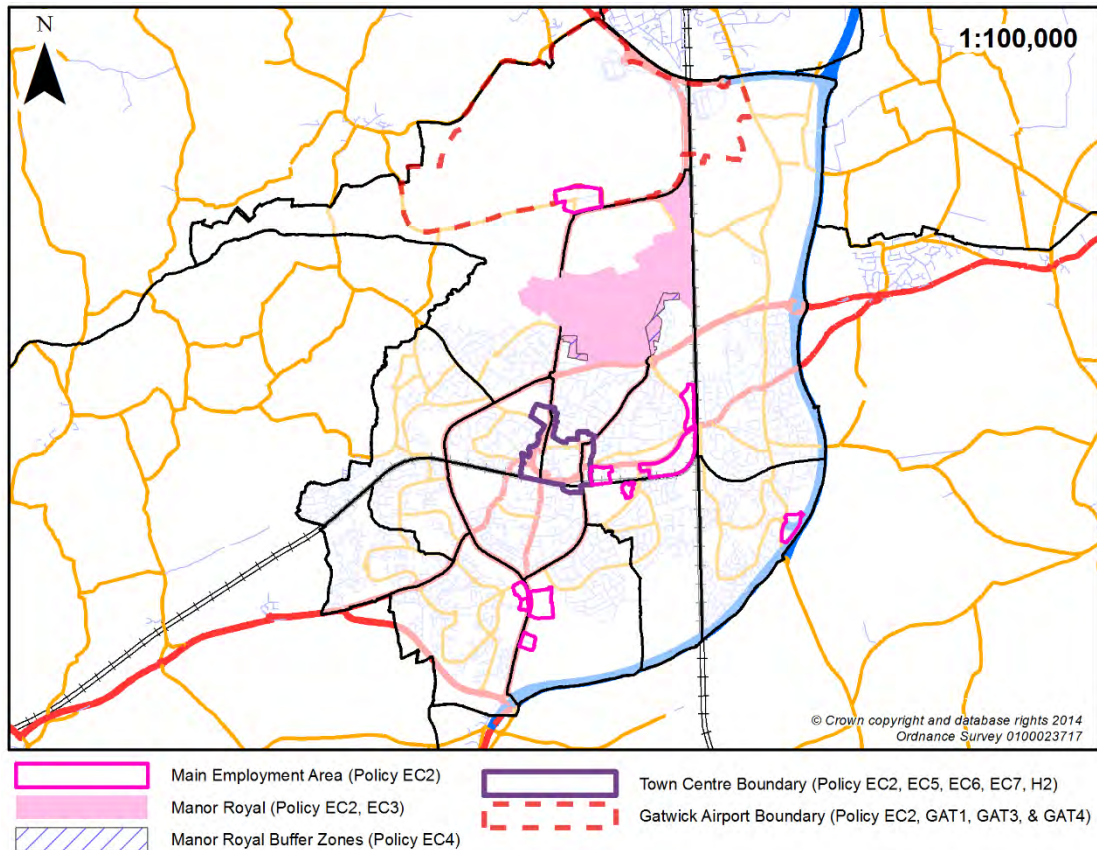 N
1:100,000
© Crown copyright and database rights 2014
Ordnance Survey 0100023717
Main Employment Area (Policy EC2)
Manor Royal (Policy EC2, EC3)
Manor Royal Buffer Zones (Policy EC4)
Town Centre Boundary (Policy EC2, EC5, EC6, EC7, H2)
Gatwick Airport Boundary (Policy EC2, GAT1, GAT3, & GAT4)